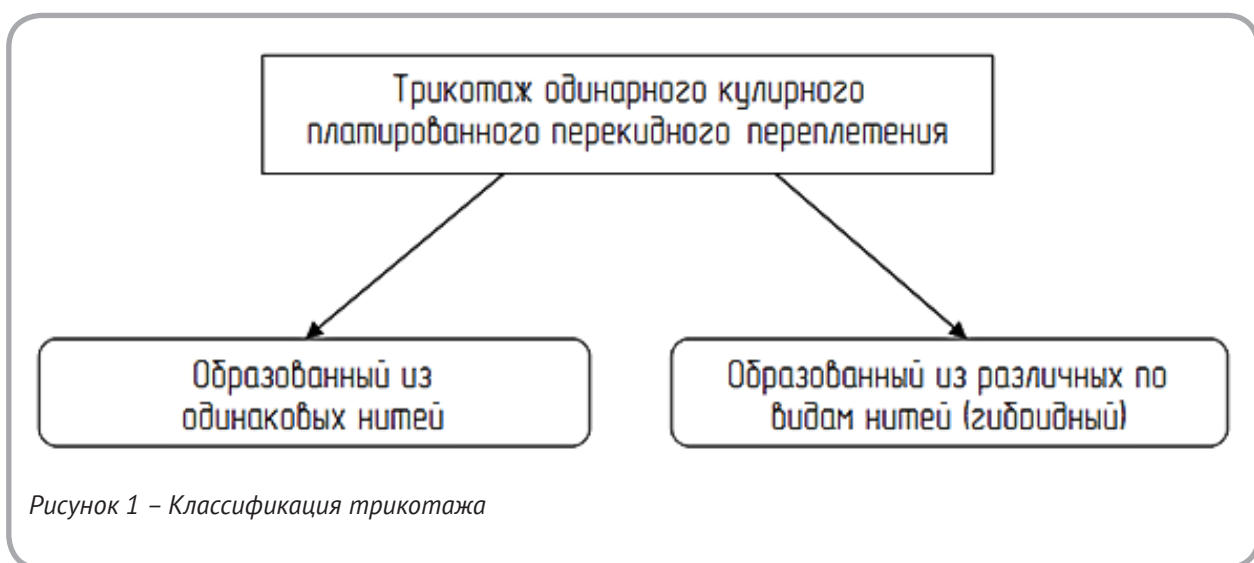 Трикотаж одинарного кулирного
платированного перекидного переплетения
Образованный из
одинаковых нитей
Образованный из различных по
видам нитей (гибридный)
Рисунок 1 – Классификация трикотажа